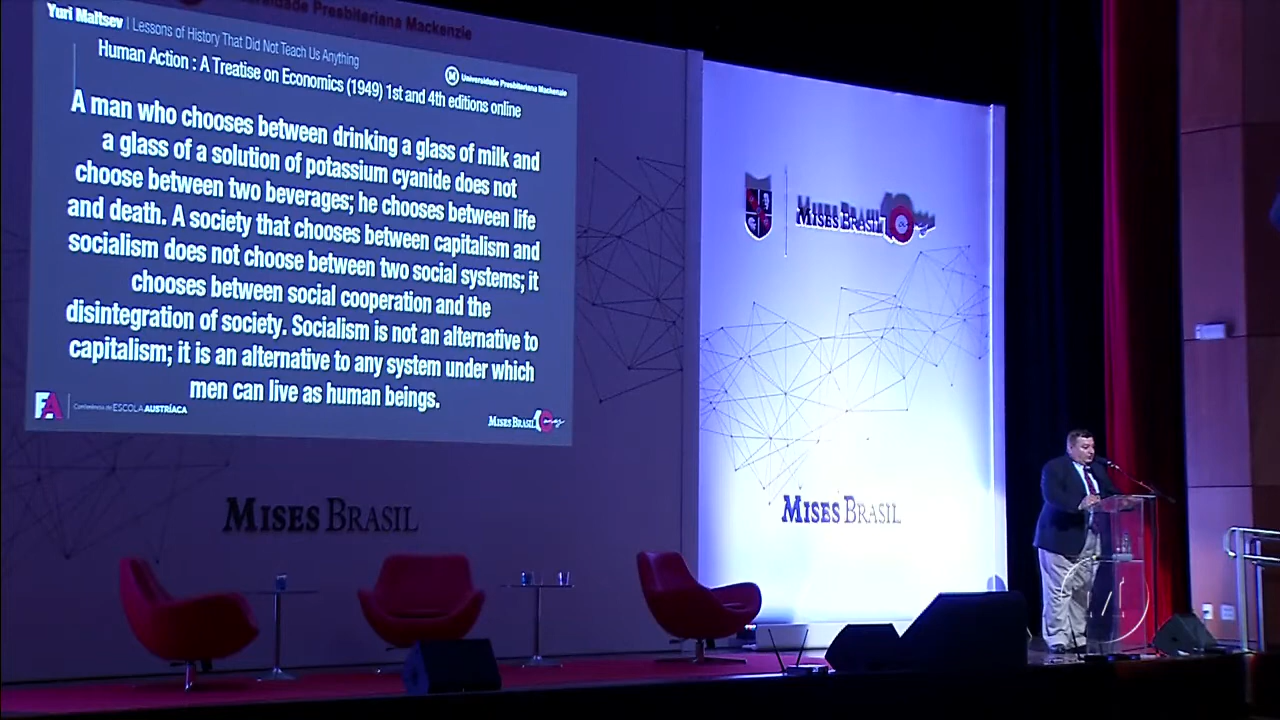 Universidade Presbiteriana Mackenzie
Yuri Maltsev | Lessons of History That Did Not Teach Us Anything
Human Action : A Treatise on Economics (1949) 1st and 4th editions online
M Universidade Presbiteriana Mackenzie
A man who chooses between drinking a glass of milk and
a glass of a solution of potassium cyanide does not
choose between two beverages; he chooses between life
and death. A society that chooses between capitalism and
socialism does not choose between two social systems; it
chooses between social cooperation and the
disintegration of society. Socialism is not an alternative to
capitalism; it is an alternative to any system under which
men can live as human beings.
EA Conferência de ESCOLA AUSTRÍACA
MISES BRASIL
MISES BRASIL
MISES BRASIL
MISES BRASIL
M